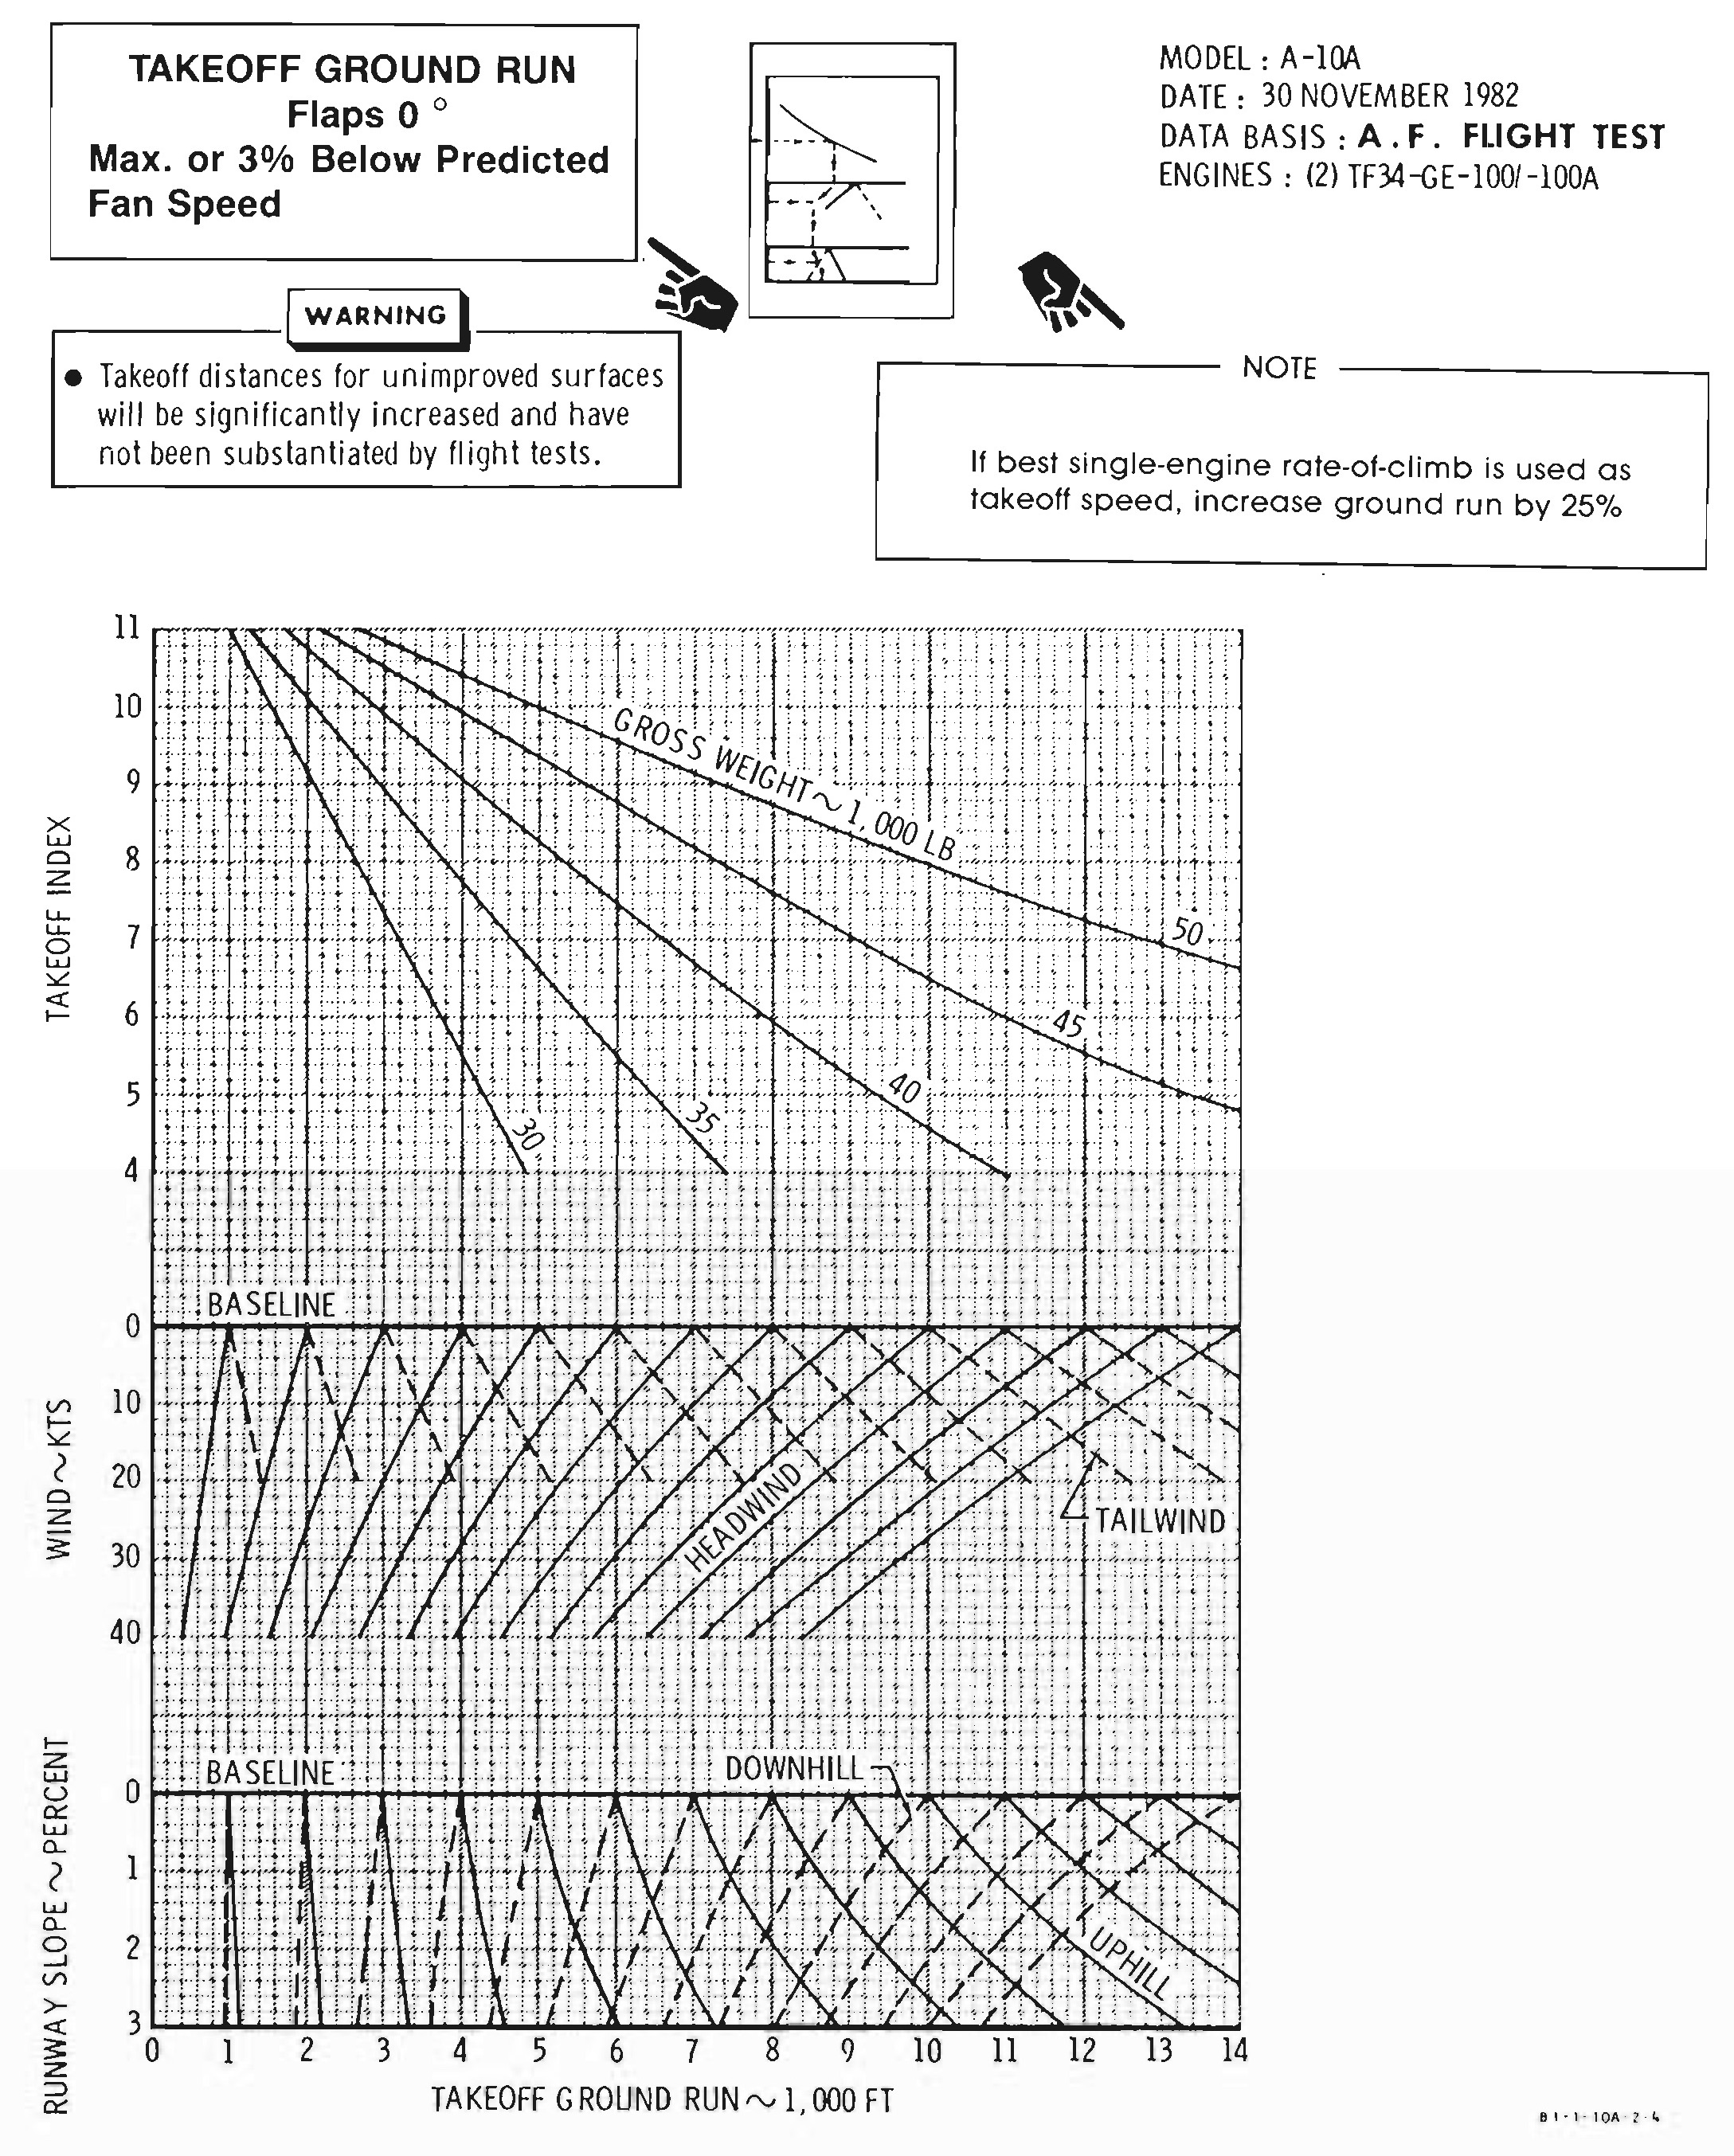 TAKEOFF GROUND RUN
Flaps 0 °
Max. or 3% Below Predicted
Fan Speed
MODEL : A-10A
DATE : 30 NOVEMBER 1982
DATA BASIS : A.F. FLIGHT TEST
ENGINES : (2) TF34-GE-100/-100A
WARNING
● Takeoff distances for unimproved surfaces
will be significantly increased and have
not been substantiated by flight tests.
NOTE
If best single-engine rate-of-climb is used as
takeoff speed, increase ground run by 25%
TAKEOFF INDEX
11
10
9
8
7
6
5
4
GROSS WEIGHT ~ 1,000 LB
50
45
40
35
30
WIND ~ KTS
BASELINE
0
10
20
30
40
HEADWIND
TAILWIND
RUNWAY SLOPE ~ PERCENT
BASELINE
DOWNHILL
0
1
2
3
UPHILL
0 1 2 3 4 5 6 7 8 9 10 11 12 13 14
TAKEOFF GROUND RUN ~ 1,000 FT
B1-1-10A-2-4